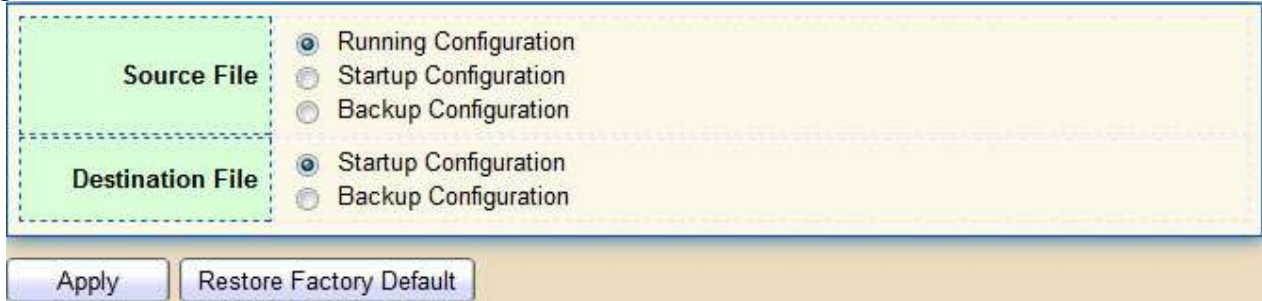 Source File
Running Configuration
Startup Configuration
Backup Configuration
Destination File
Startup Configuration
Backup Configuration
Apply
Restore Factory Default